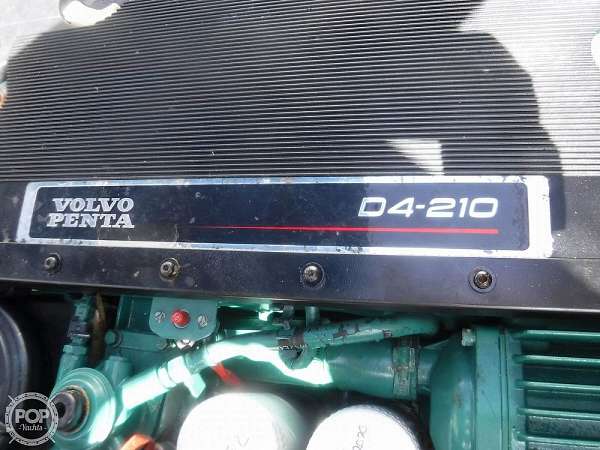 VOLVO
PENTA
D4-210
POP
Yachts